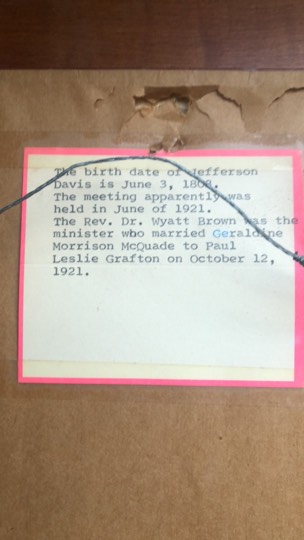 The birth date of Jefferson
Davis is June 3, 1808.
The meeting apparently was
held in June of 1921.
The Rev. Dr. Wyatt Brown was the
minister who married Geraldine
Morrison McQuade to Paul
Leslie Grafton on October 12,
1921.